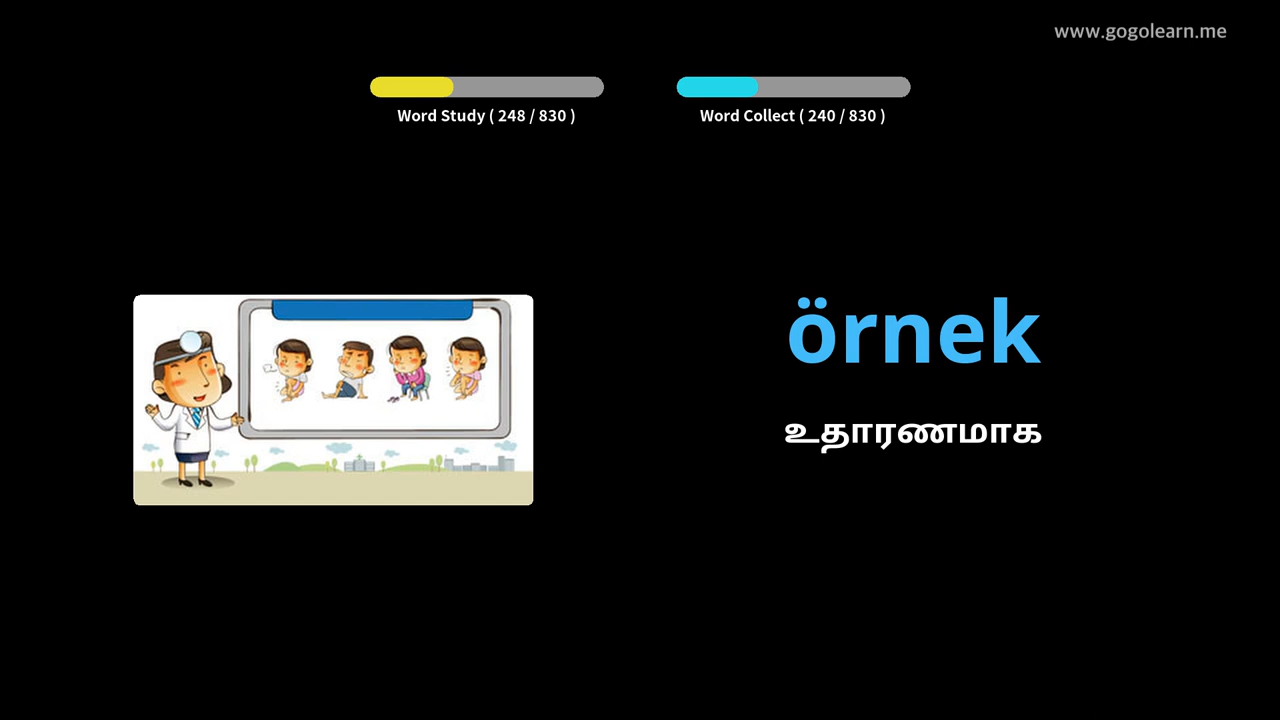 www.gogolearn.me
Word Study ( 248 / 830 )
Word Collect ( 240 / 830 )
örnek
உதாரணமாக